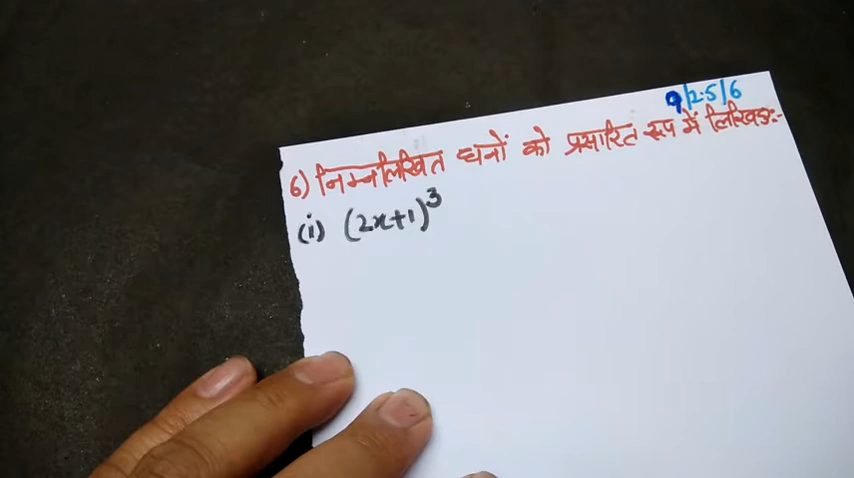 9/2.5/6
6) निम्नलिखित घनों को प्रसारित रूप में लिखिए:-
(i) (2x+1)³